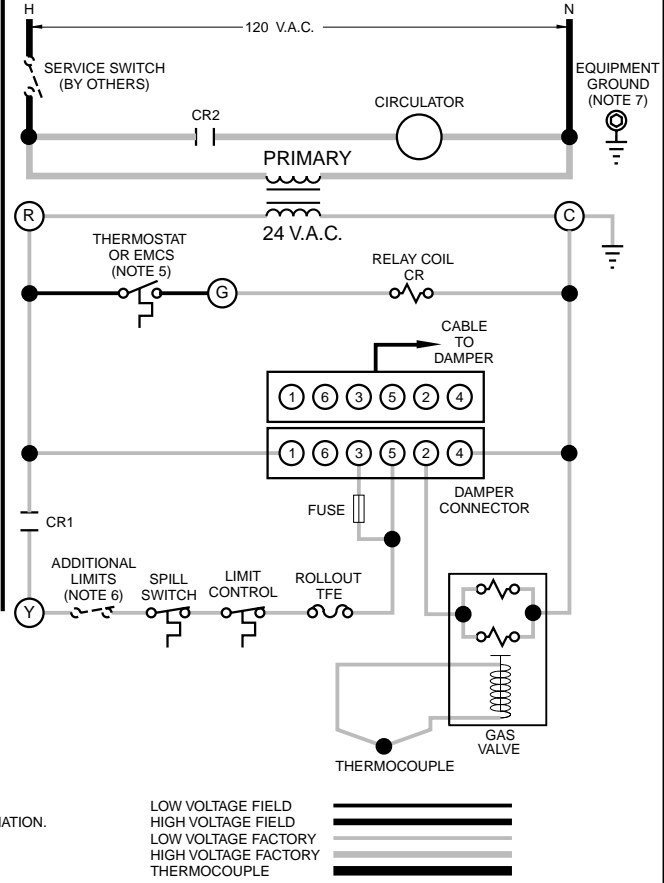 H
N
120 V.A.C.
SERVICE SWITCH
(BY OTHERS)
EQUIPMENT
GROUND
(NOTE 7)
CR2
CIRCULATOR
PRIMARY
R
C
24 V.A.C.
THERMOSTAT
OR EMCS
(NOTE 5)
G
RELAY COIL
CR
CABLE
TO
DAMPER
1 6 3 5 2 4
1 6 3 5 2 4
DAMPER
CONNECTOR
FUSE
CR1
ADDITIONAL
LIMITS
(NOTE 6)
SPILL
SWITCH
LIMIT
CONTROL
ROLLOUT
TFE
Y
GAS
VALVE
THERMOCOUPLE
LOW VOLTAGE FIELD
HIGH VOLTAGE FIELD
LOW VOLTAGE FACTORY
HIGH VOLTAGE FACTORY
THERMOCOUPLE